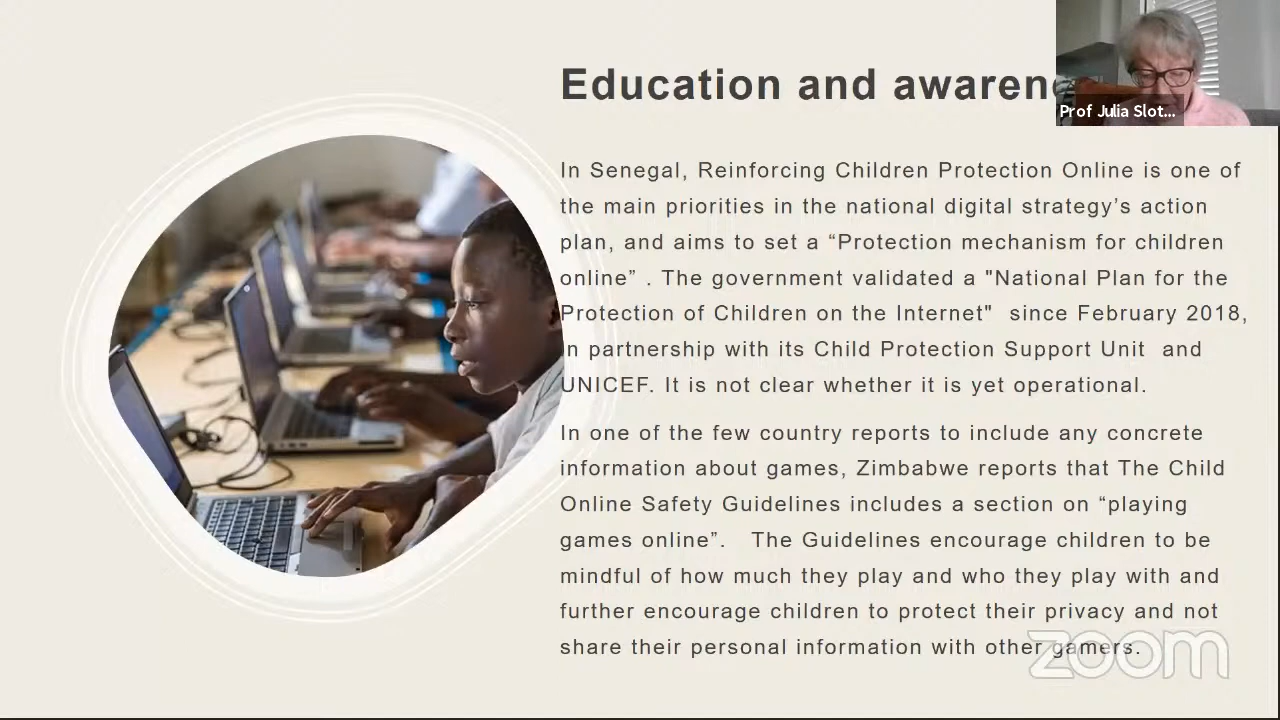 Education and awaren
Prof Julia Slot...
In Senegal, Reinforcing Children Protection Online is one of
the main priorities in the national digital strategy’s action
plan, and aims to set a “Protection mechanism for children
online” . The government validated a "National Plan for the
Protection of Children on the Internet"  since February 2018,
in partnership with its Child Protection Support Unit  and
UNICEF. It is not clear whether it is yet operational.
In one of the few country reports to include any concrete
information about games, Zimbabwe reports that The Child
Online Safety Guidelines includes a section on “playing
games online”.   The Guidelines encourage children to be
mindful of how much they play and who they play with and
further encourage children to protect their privacy and not
share their personal information with other gamers.
zoom